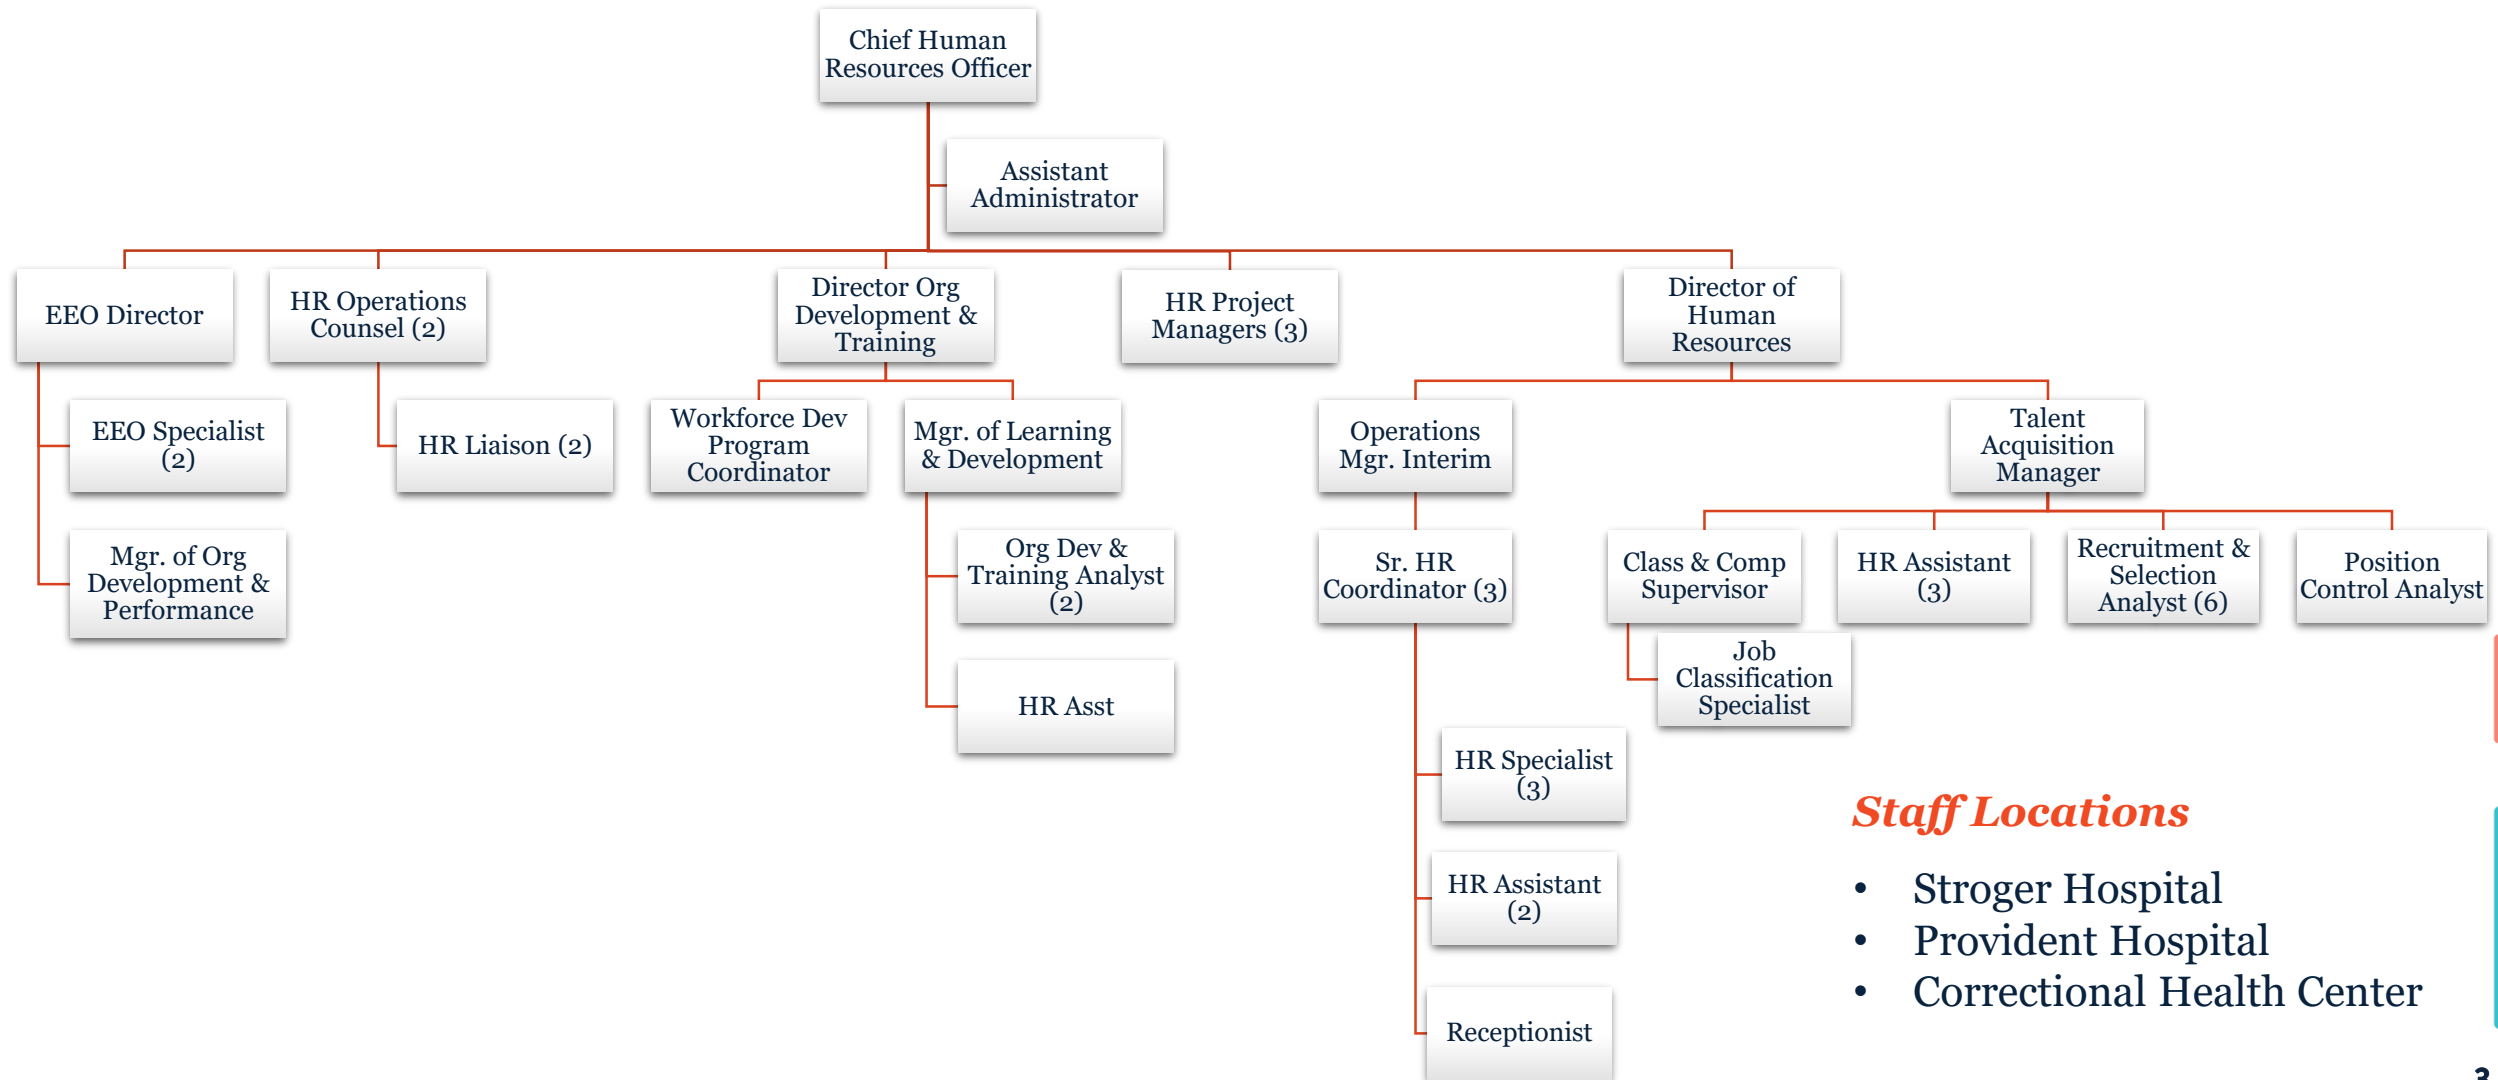 Chief Human
Resources Officer
Assistant
Administrator
EEO Director
HR Operations
Counsel (2)
Director Org
Development &
Training
HR Project
Managers (3)
Director of
Human
Resources
EEO Specialist
(2)
HR Liaison (2)
Workforce Dev
Program
Coordinator
Mgr. of Learning
& Development
Operations
Mgr. Interim
Talent
Acquisition
Manager
Mgr. of Org
Development &
Performance
Org Dev &
Training Analyst
(2)
Sr. HR
Coordinator (3)
Class & Comp
Supervisor
HR Assistant
(3)
Recruitment &
Selection
Analyst (6)
Position
Control Analyst
HR Asst
Job
Classification
Specialist
HR Specialist
(3)
HR Assistant
(2)
Receptionist
Staff Locations
• Stroger Hospital
• Provident Hospital
• Correctional Health Center
3